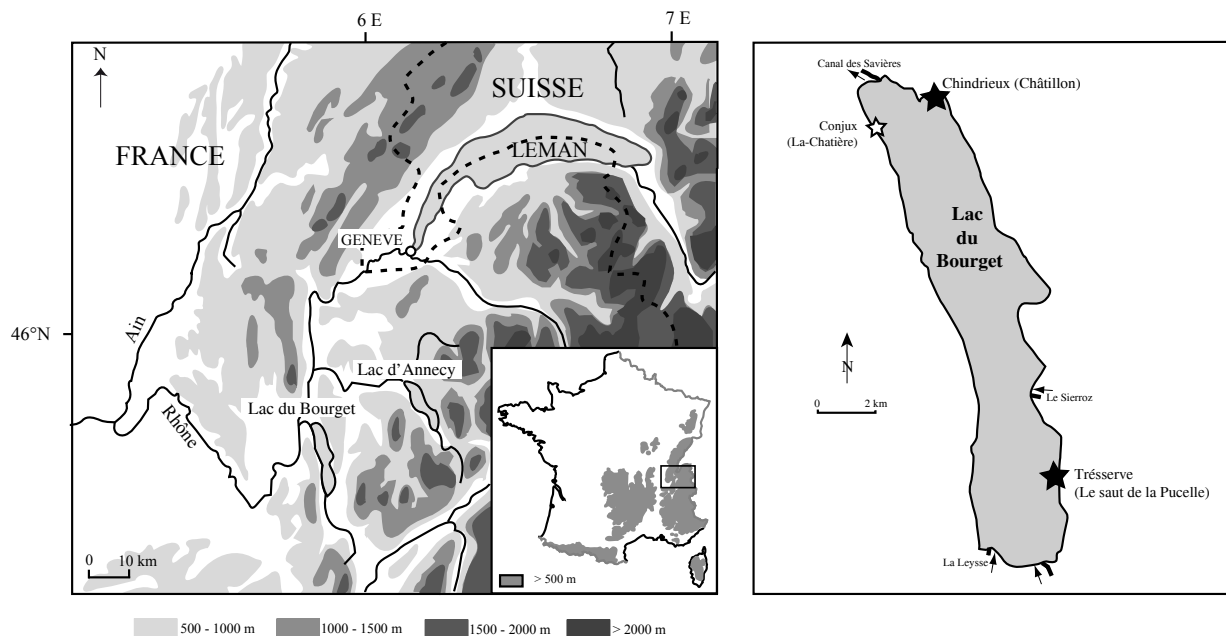 6 E
7 E
N
SUISSE
FRANCE
LEMAN
GENEVE
46°N
Ain
Rhône
Lac d'Annecy
Lac du Bourget
0 10 km
> 500 m
500 - 1000 m
1000 - 1500 m
1500 - 2000 m
> 2000 m
Canal des Savières
Chindrieux (Châtillon)
Conjux
(La-Chatière)
Lac
du
Bourget
N
0 2 km
Le Sierroz
Trésserve
(Le saut de la Pucelle)
La Leysse